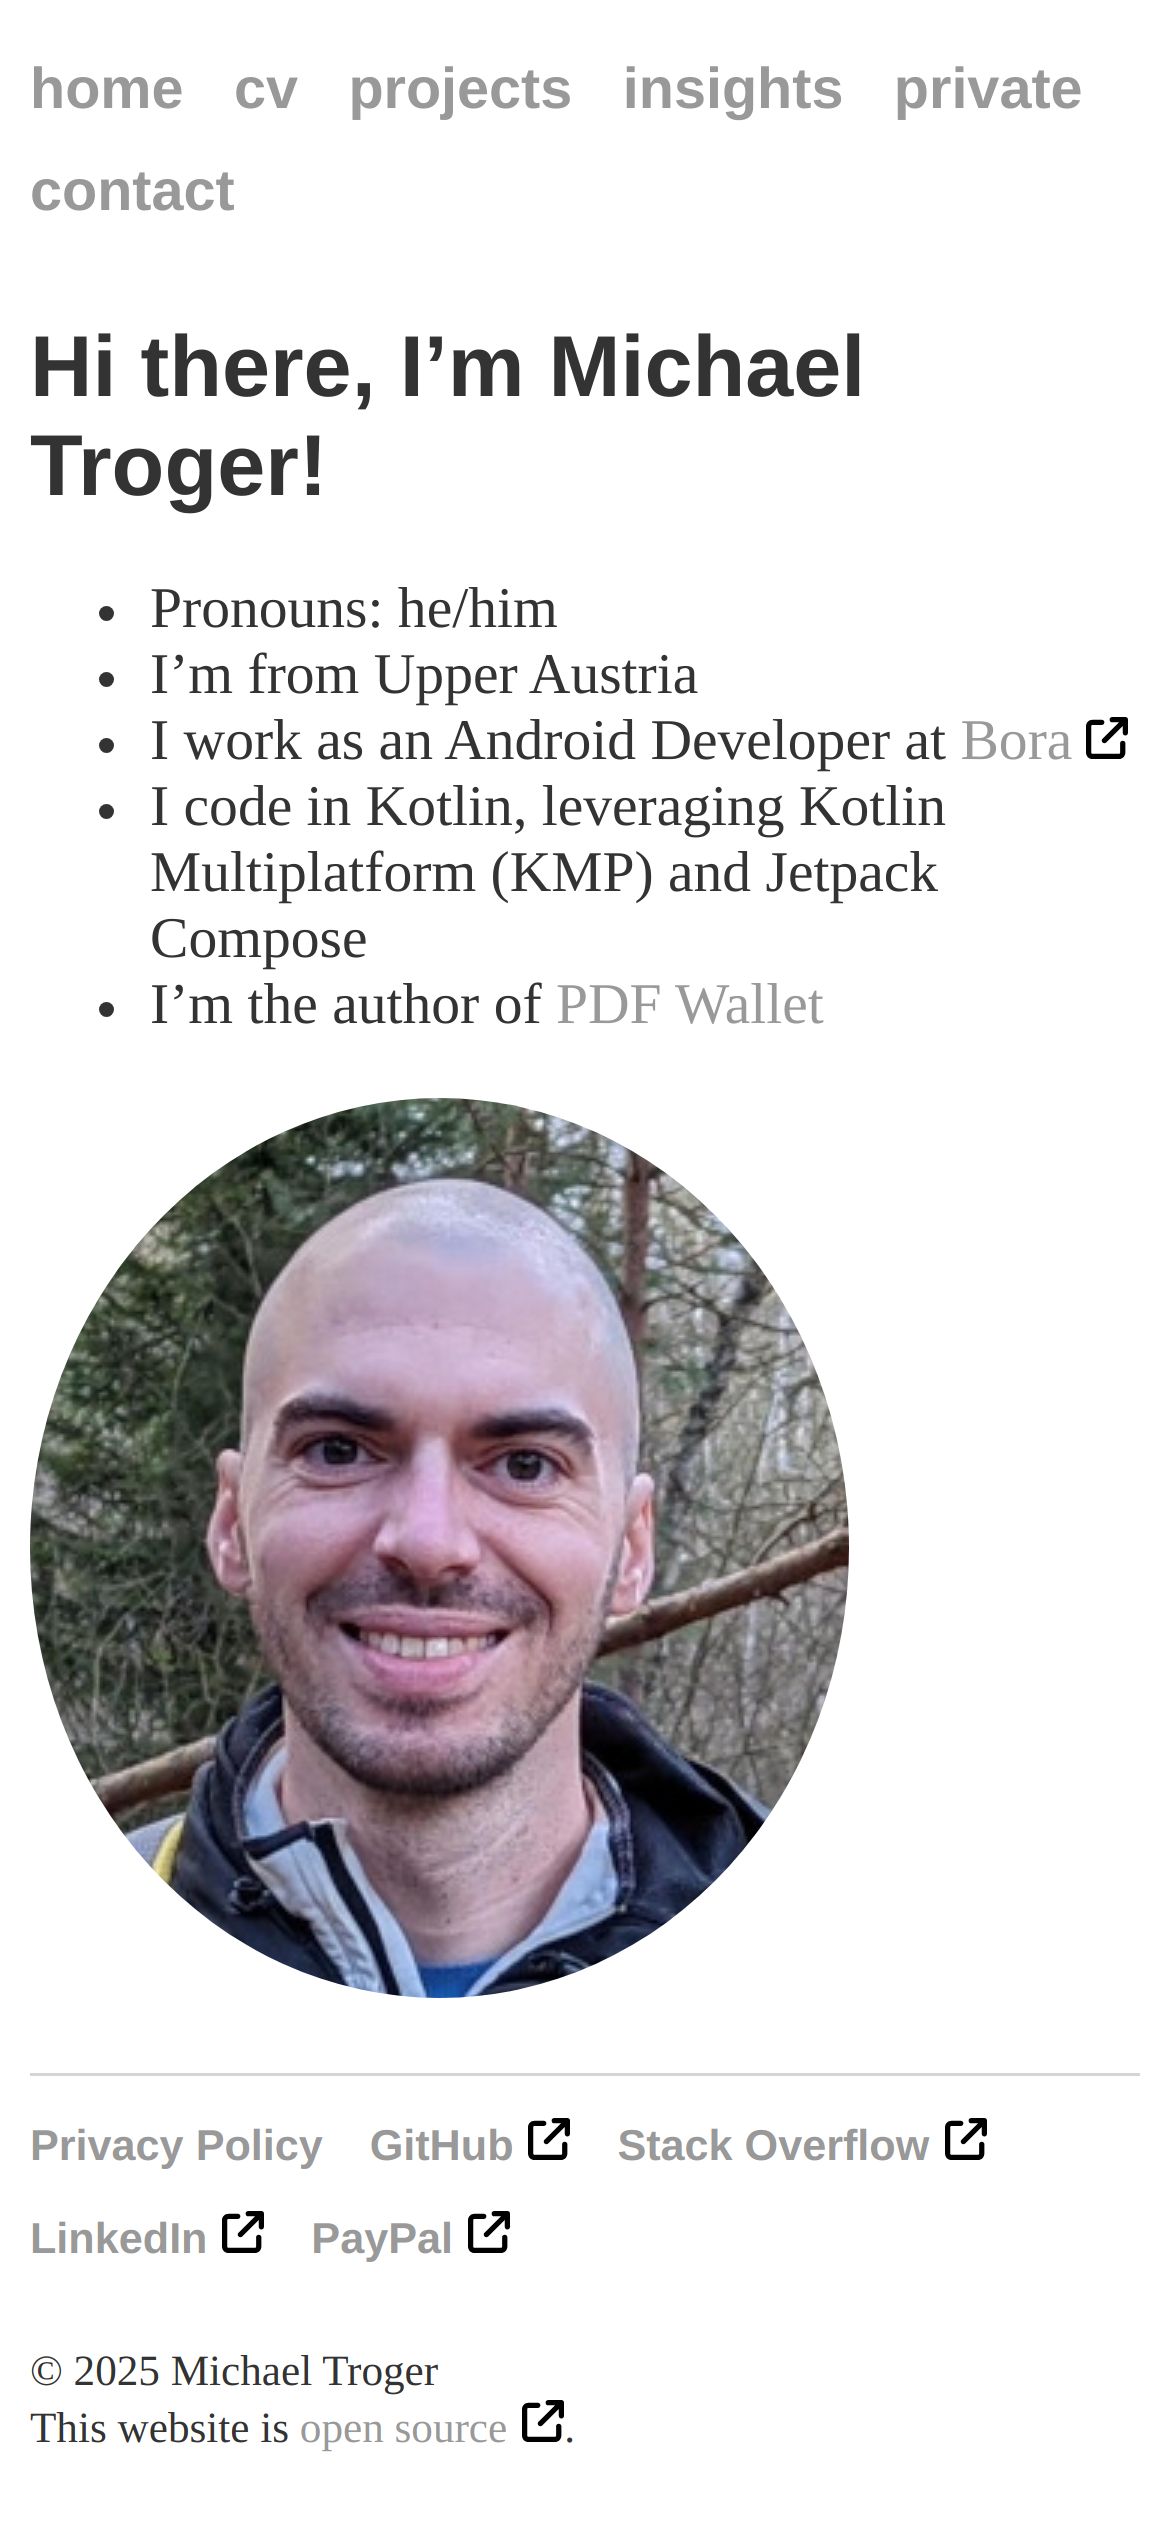 home cv projects insights private
contact
Hi there, I’m Michael
Troger!
• Pronouns: he/him
• I’m from Upper Austria
• I work as an Android Developer at Bora
• I code in Kotlin, leveraging Kotlin
Multiplatform (KMP) and Jetpack
Compose
• I’m the author of PDF Wallet
Privacy Policy GitHub Stack Overflow
LinkedIn PayPal
© 2025 Michael Troger
This website is open source.